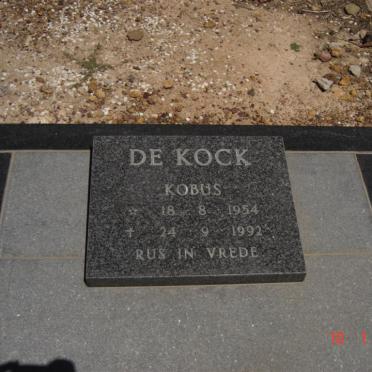 DE KOCK
KOBUS
☆ 18 8 1954
† 24 9 1992
RUS IN VREDE